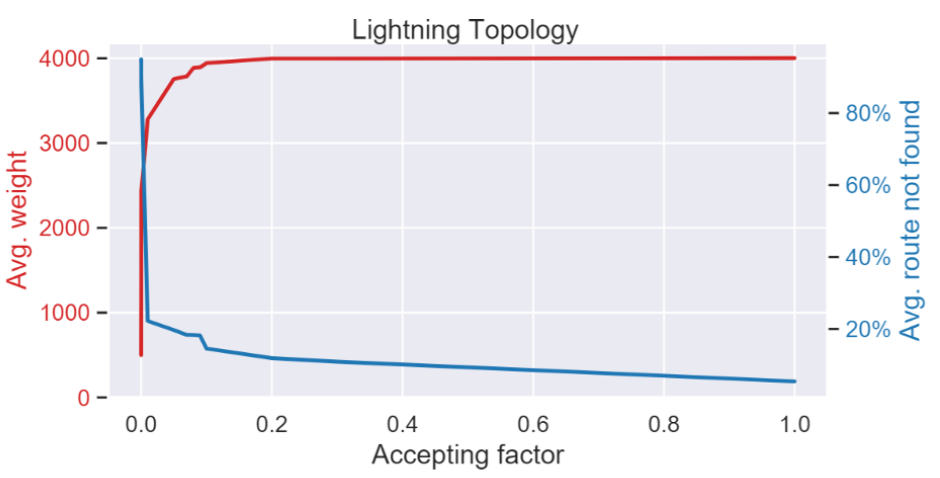 Lightning Topology
4000
3000
2000
1000
0
Avg. weight
80%
60%
40%
20%
Avg. route not found
0.0 0.2 0.4 0.6 0.8 1.0
Accepting factor